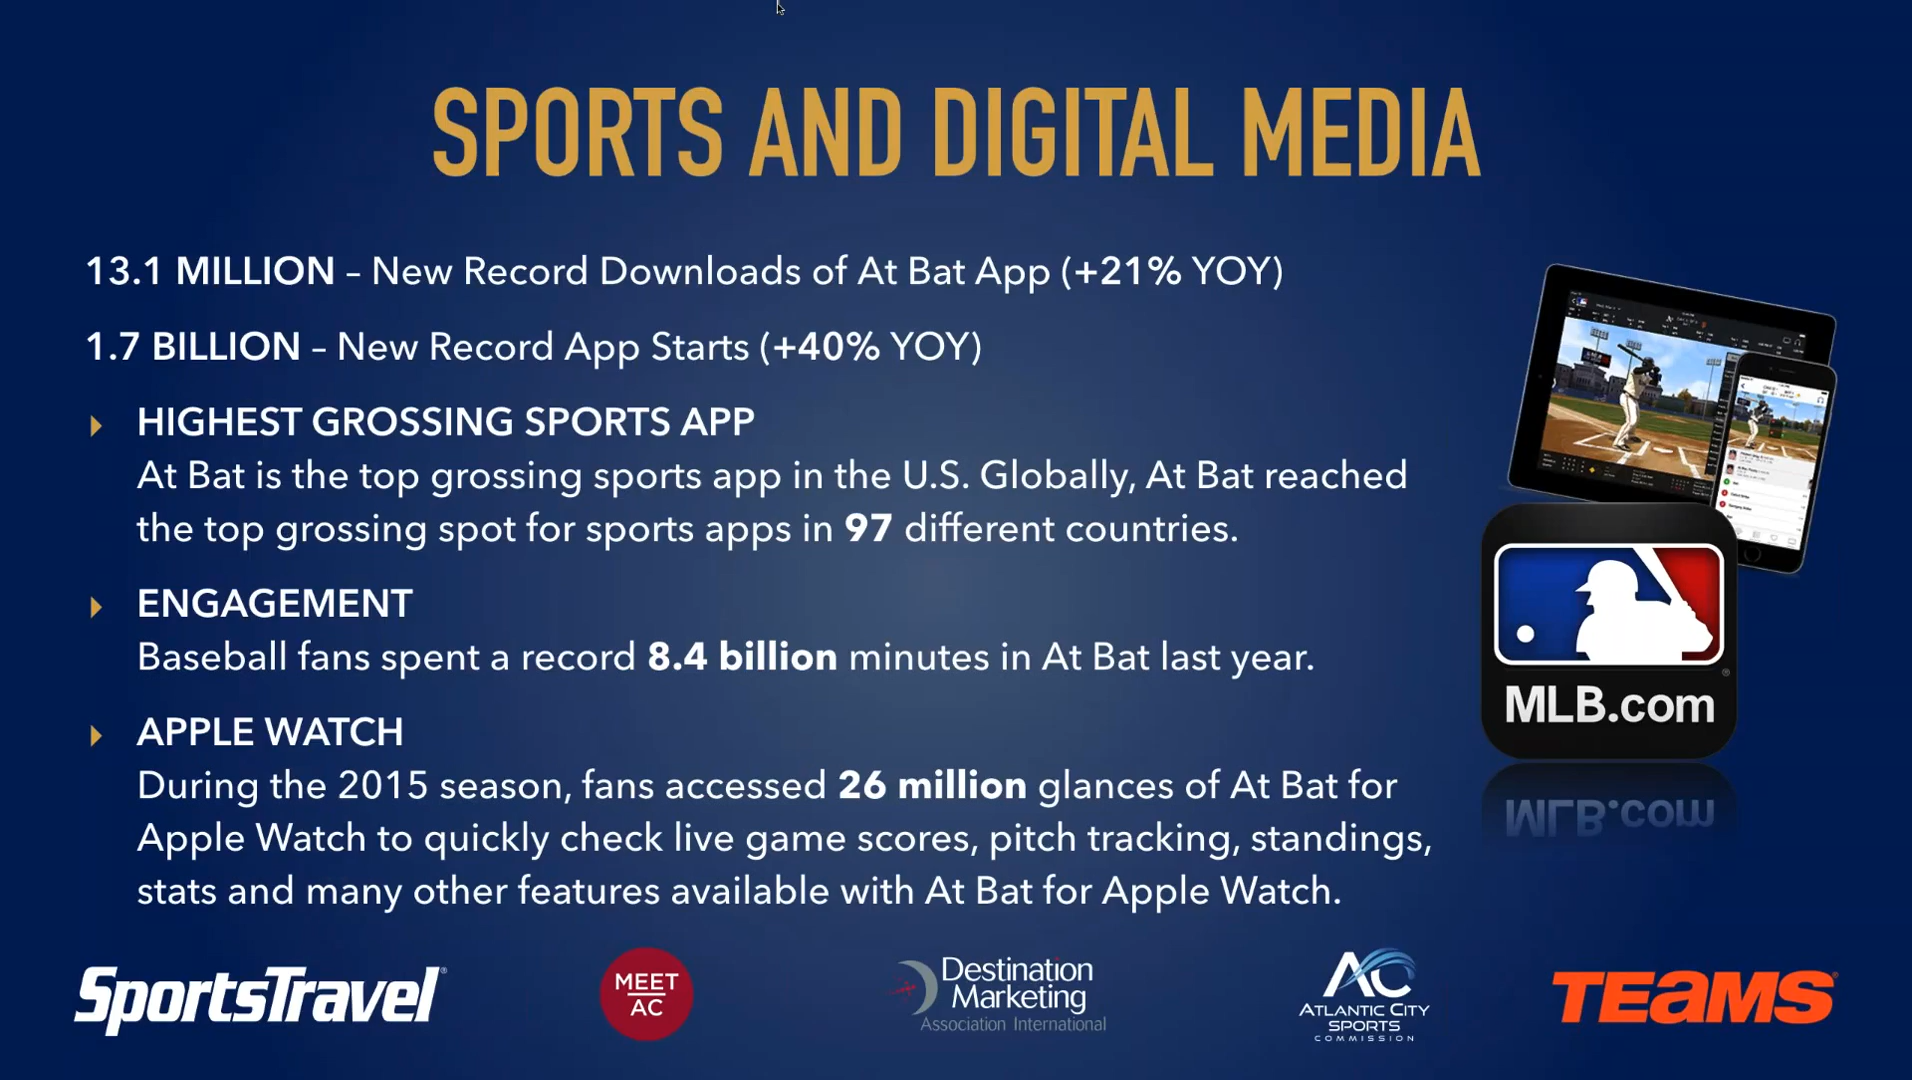 SPORTS AND DIGITAL MEDIA
13.1 MILLION – New Record Downloads of At Bat App (+21% YOY)
1.7 BILLION – New Record App Starts (+40% YOY)
HIGHEST GROSSING SPORTS APP
At Bat is the top grossing sports app in the U.S. Globally, At Bat reached
the top grossing spot for sports apps in 97 different countries.
ENGAGEMENT
Baseball fans spent a record 8.4 billion minutes in At Bat last year.
APPLE WATCH
During the 2015 season, fans accessed 26 million glances of At Bat for
Apple Watch to quickly check live game scores, pitch tracking, standings,
stats and many other features available with At Bat for Apple Watch.
MLB.com
SportsTravel®
MEET
AC
Destination
Marketing
Association International
AC
ATLANTIC CITY
SPORTS
COMMISSION
TEAMS®